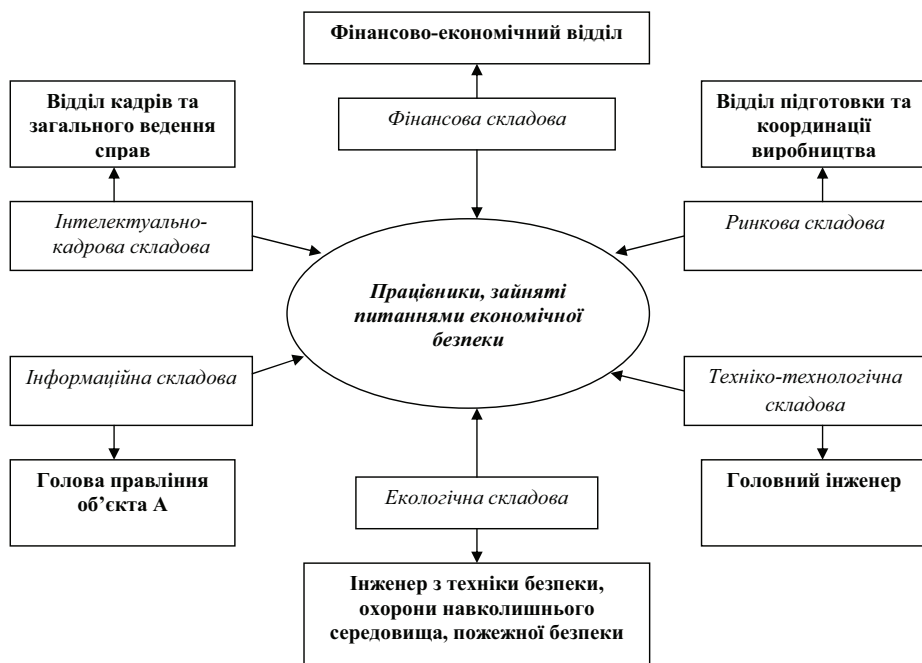 Фінансово-економічний відділ
Відділ кадрів та
загального ведення
справ
Фінансова складова
Відділ підготовки та
координації
виробництва
Інтелектуально-
кадрова складова
Ринкова складова
Працівники, зайняті
питаннями економічної
безпеки
Інформаційна складова
Техніко-технологічна
складова
Голова правління
об’єкта А
Екологічна складова
Головний інженер
Інженер з техніки безпеки,
охорони навколишнього
середовища, пожежної безпеки